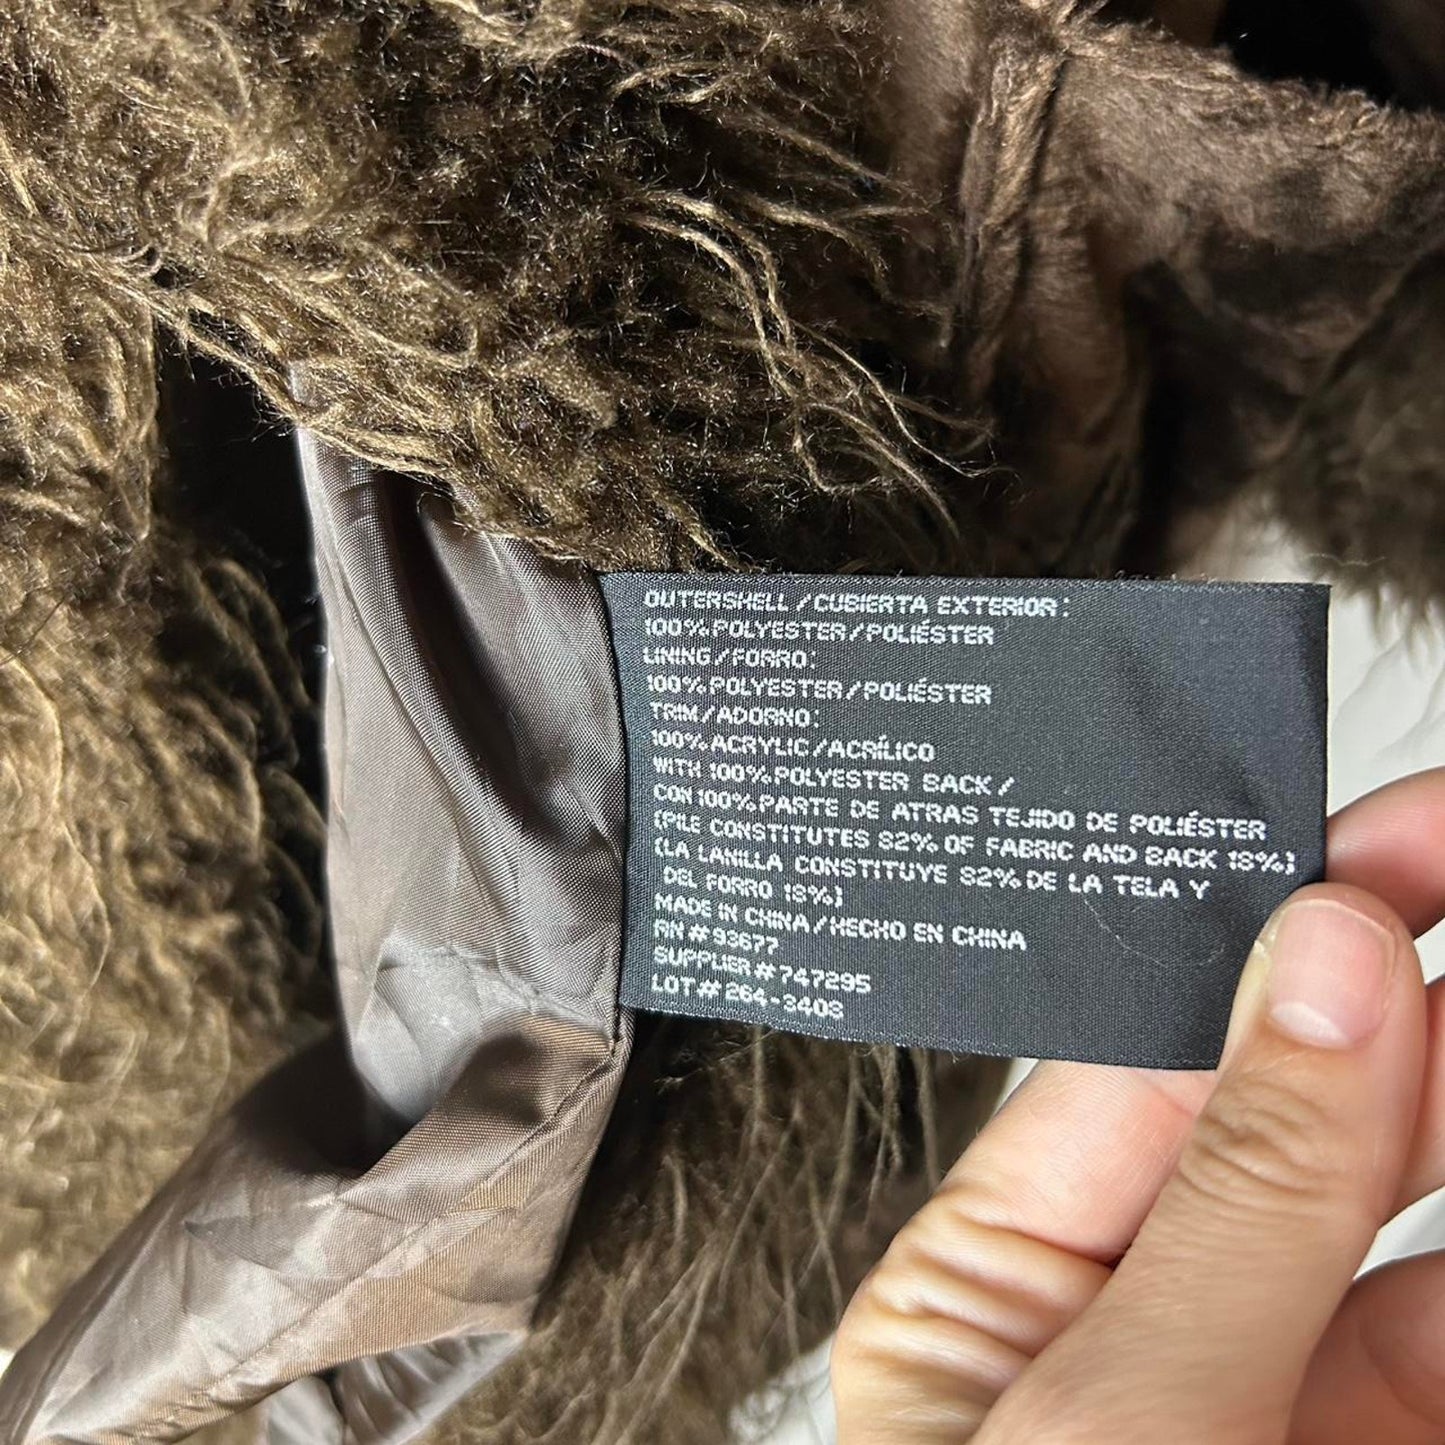 OUTERSHELL/CUBIERTA EXTERIOR:
100% POLYESTER/POLIÉSTER
LINING/FORRO:
100% POLYESTER/POLIÉSTER
TRIM/ADORNO:
100% ACRYLIC/ACRÍLICO
WITH 100% POLYESTER BACK/
CON 100% PARTE DE ATRAS TEJIDO DE POLIÉSTER
(PILE CONSTITUTES 82% OF FABRIC AND BACK 18%)
(LA LANILLA CONSTITUYE 82% DE LA TELA Y
DEL FORRO 18%)
MADE IN CHINA/HECHO EN CHINA
RN# 93677
SUPPLIER# 747295
LOT# 264-3408